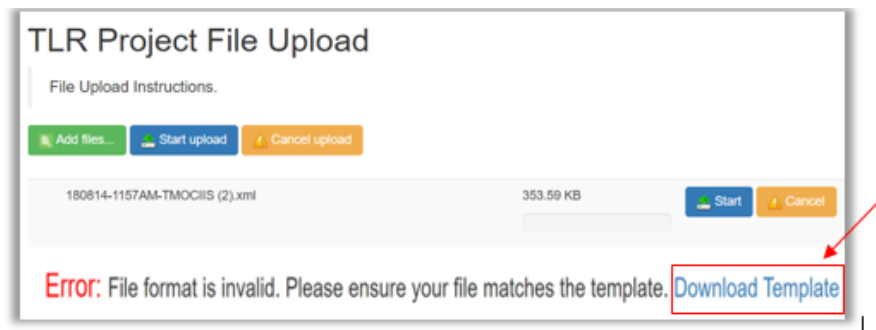 TLR Project File Upload
File Upload Instructions.
Add files... Start upload Cancel upload
180814-1157AM-TMOCIIS (2).xml 353.59 KB Start Cancel
Error: File format is invalid. Please ensure your file matches the template. Download Template